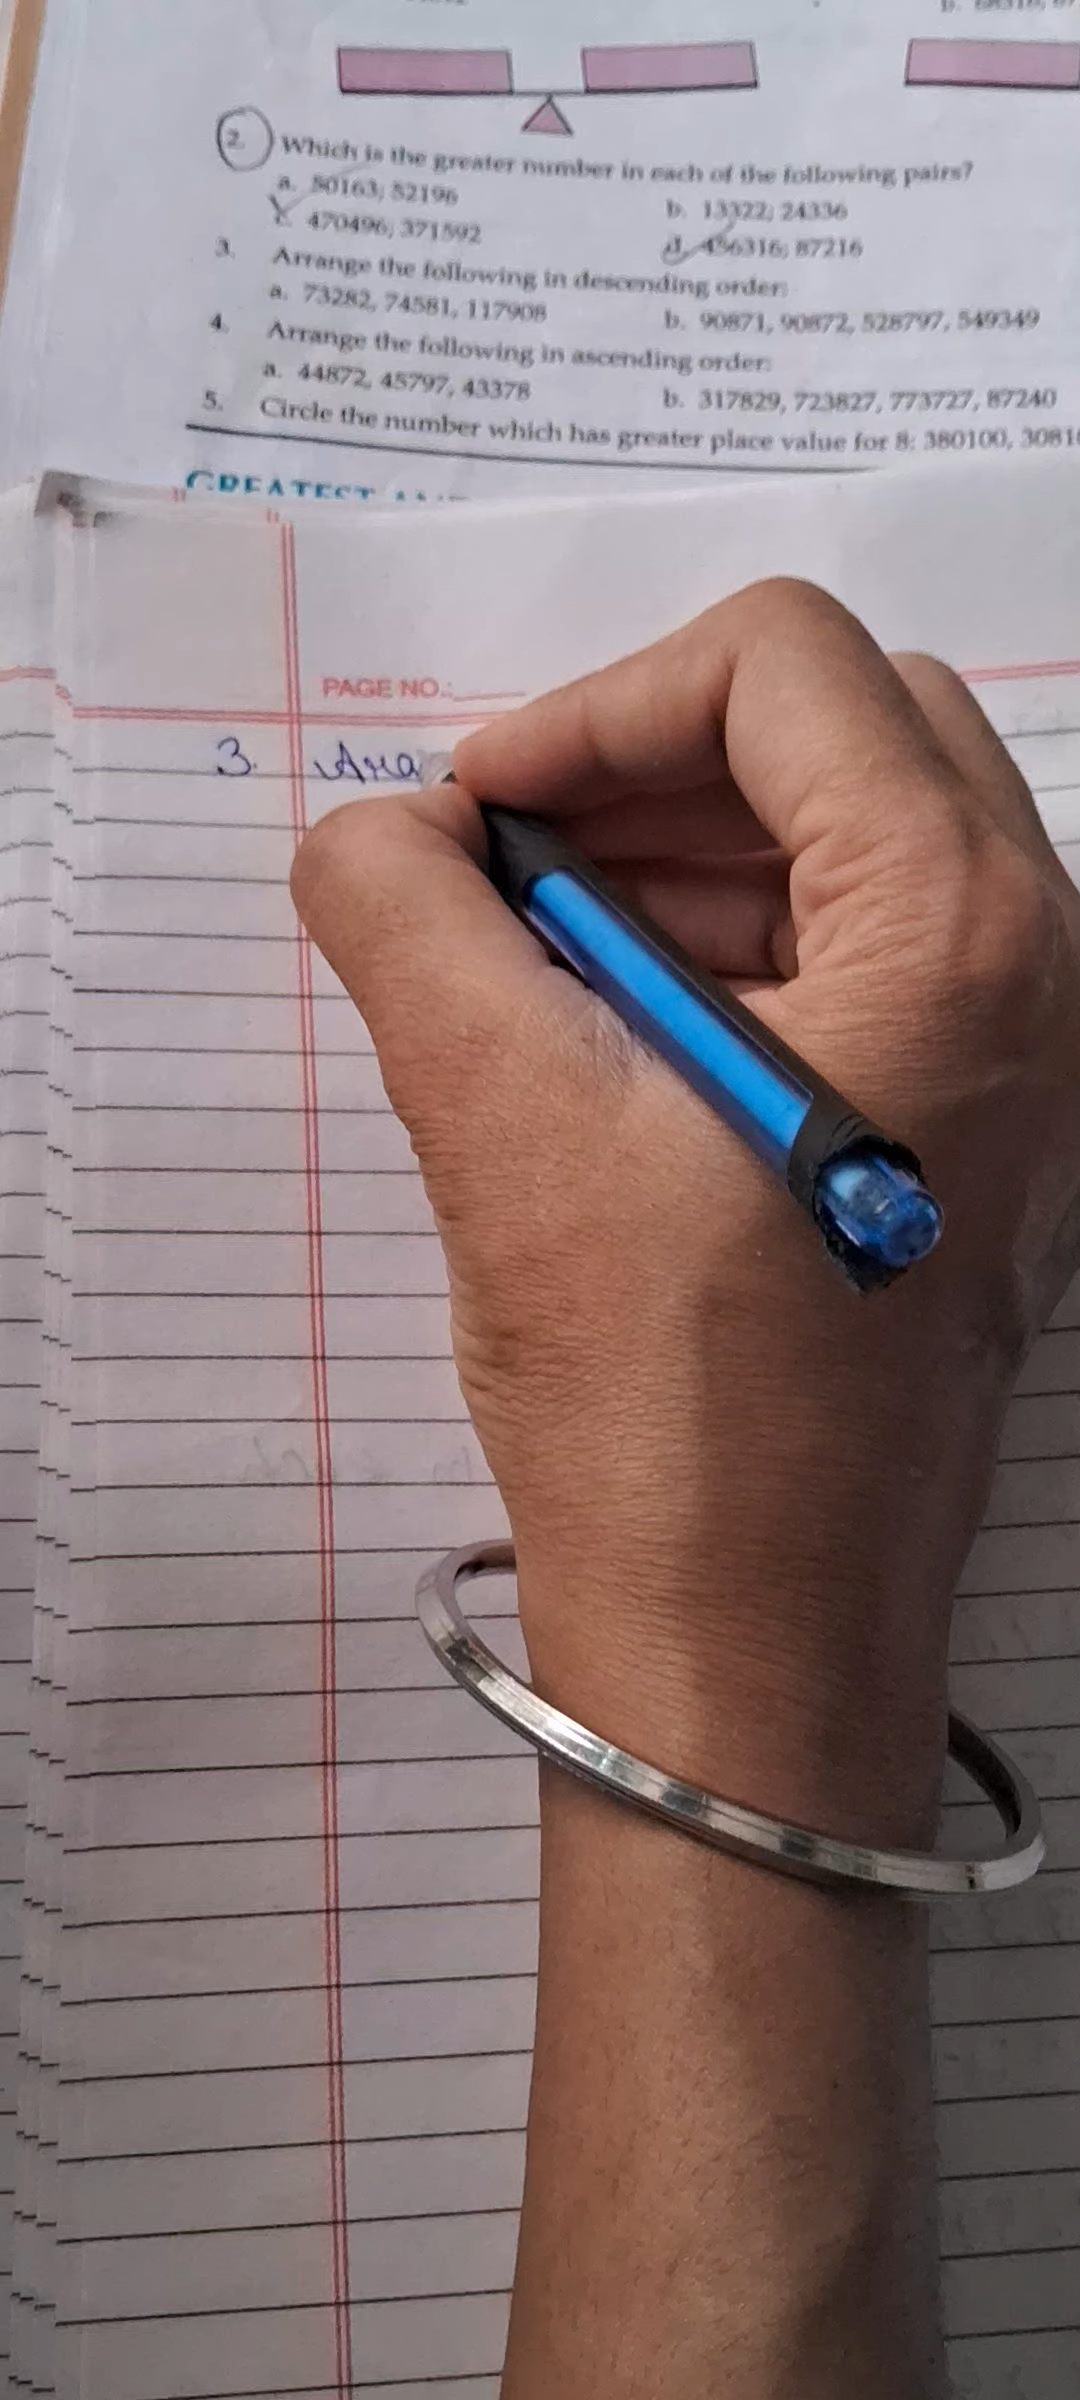 2. Which is the greater number in each of the following pairs?
a. 50163; 52196 b. 13322; 24336
c. 470496; 371592 d. 456316; 87216
3. Arrange the following in descending order:
a. 73282, 74581, 117908 b. 90871, 90872, 528797, 549349
4. Arrange the following in ascending order:
a. 44872, 45797, 43378 b. 317829, 723827, 773727, 87240
5. Circle the number which has greater place value for 8: 380100,
GREATEST
PAGE NO.:
3. Arra